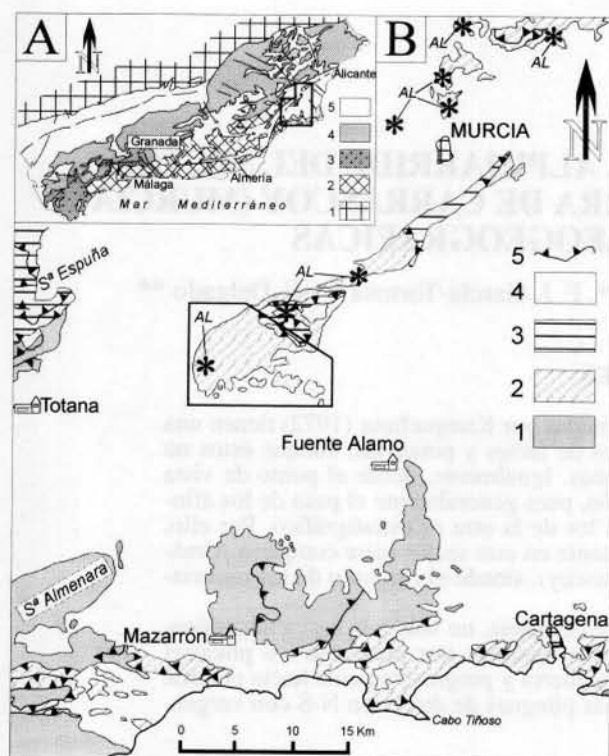 A
N
Alicante
Granada
Málaga
Almería
Mar Mediterráneo
5
4
3
2
1
B
AL
AL
AL
MURCIA
N
Sª Espuña
AL
AL
5
4
3
2
1
Totana
Fuente Alamo
Sª Almenara
Mazarrón
Cartagena
Cabo Tiñoso
0 5 10 15 Km